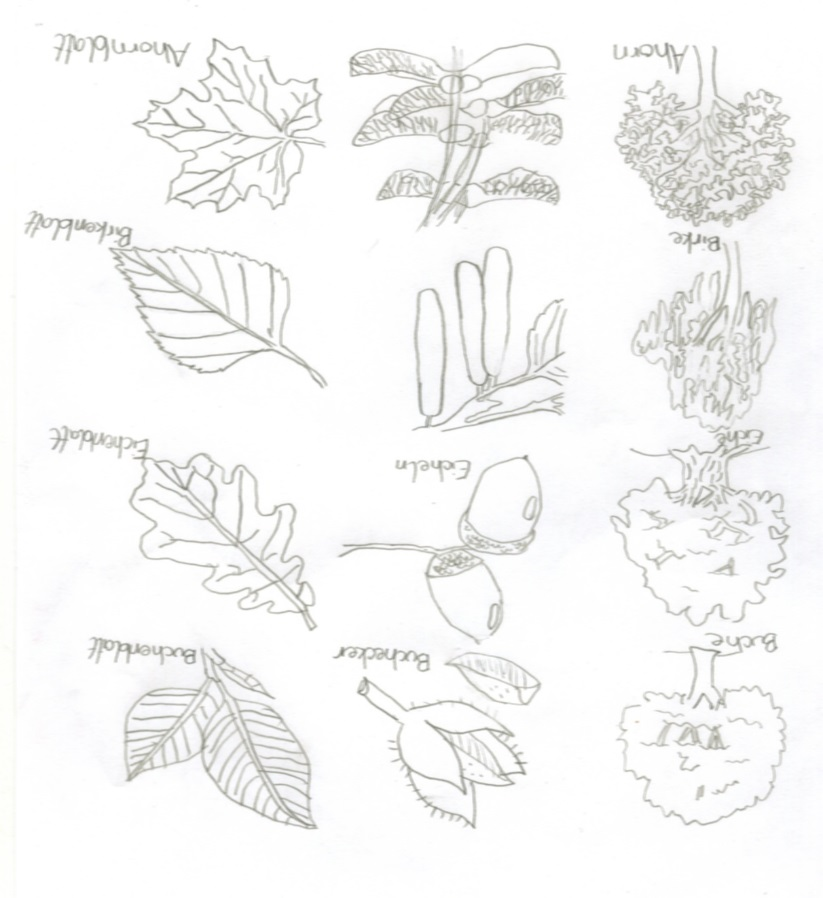 Buche
Buchecker
Buchenblatt
Eiche
Eicheln
Eichenblatt
Birke
Birkenblatt
Ahorn
Ahornblatt